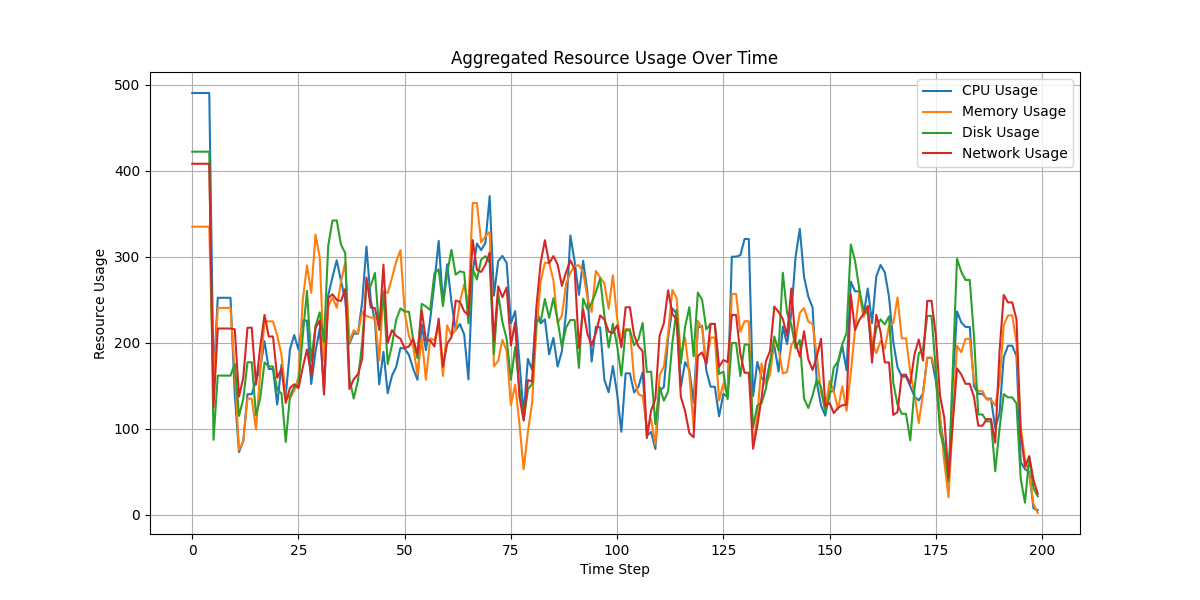 Aggregated Resource Usage Over Time
CPU Usage
Memory Usage
Disk Usage
Network Usage
Resource Usage
500
400
300
200
100
0
0 25 50 75 100 125 150 175 200
Time Step